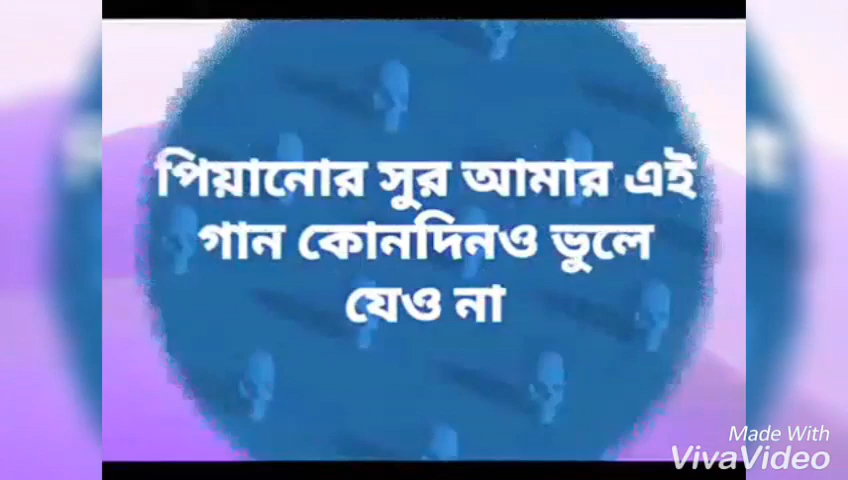 পিয়ানোর সুর আমার এই
গান কোনদিনও ভুলে
যেও না
Made With
VivaVideo